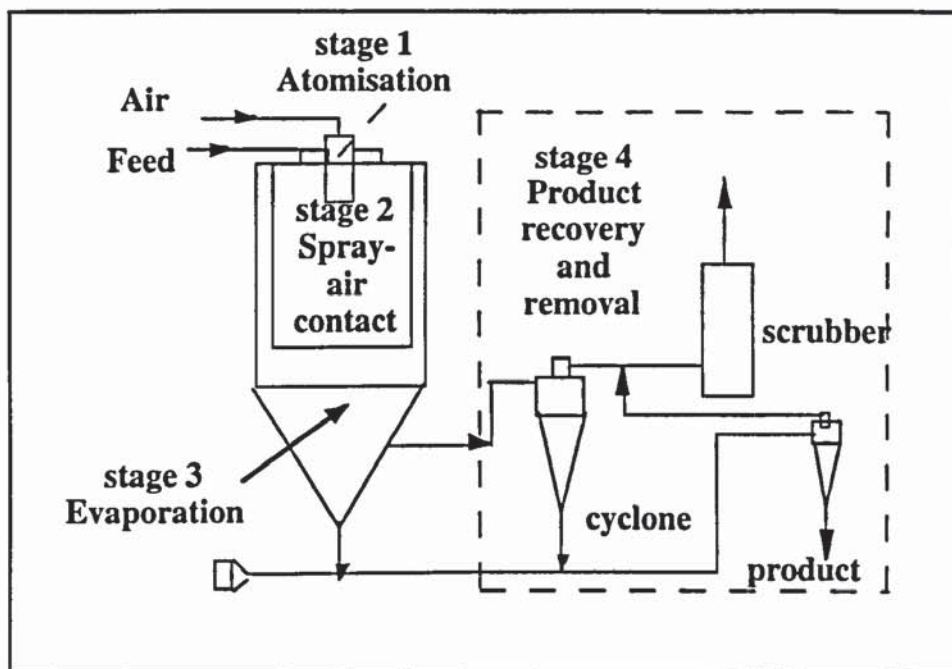 stage 1
Atomisation
Air
Feed
stage 2
Spray-
air
contact
stage 3
Evaporation
stage 4
Product
recovery
and
removal
scrubber
cyclone
product